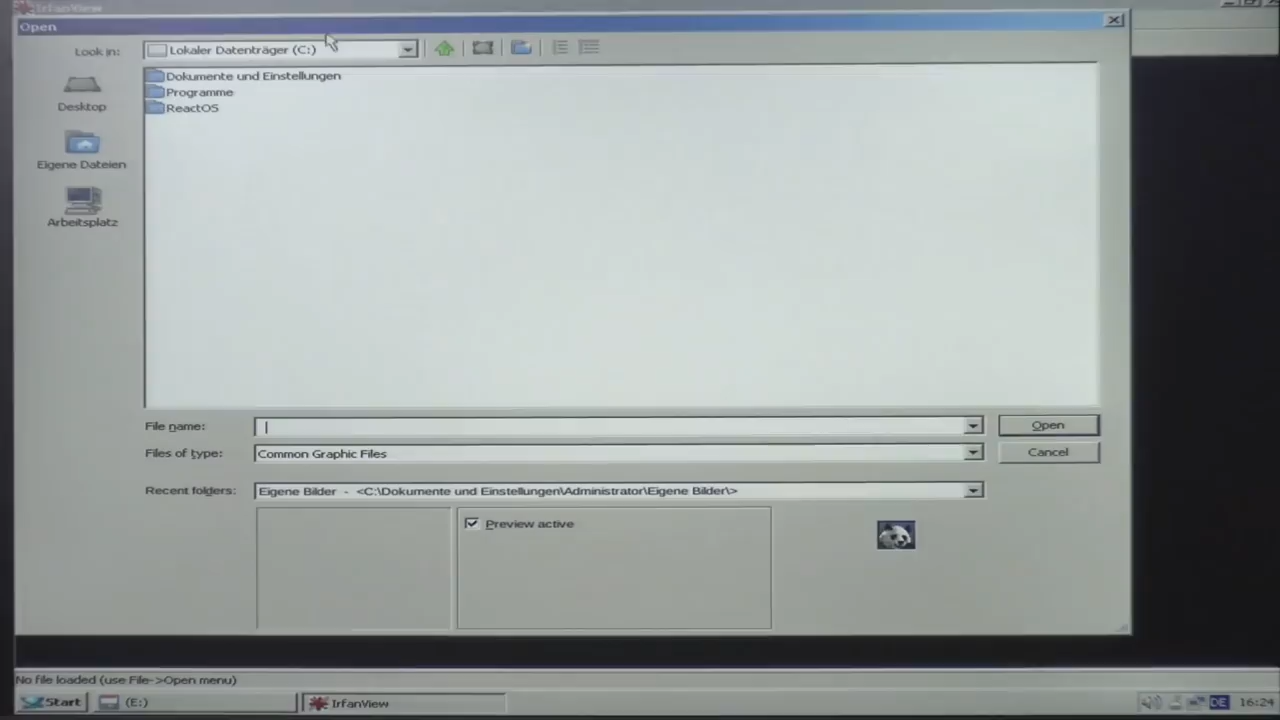 IrfanView
Open
Look in:
Lokaler Datenträger (C:)
Desktop
Eigene Dateien
Arbeitsplatz
Dokumente und Einstellungen
Programme
ReactOS
File name:
Open
Files of type:
Common Graphic Files
Cancel
Recent folders:
Eigene Bilder - <C:\Dokumente und Einstellungen\Administrator\Eigene Bilder\>
Preview active
No file loaded (use File->Open menu)
Start
(E:)
IrfanView
DE
16:24